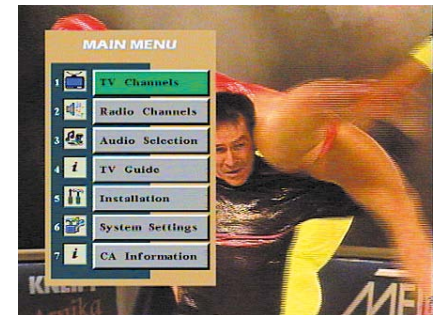 MAIN MENU
1 TV Channels
2 Radio Channels
3 Audio Selection
4 i TV Guide
5 Installation
6 System Settings
7 i CA Information